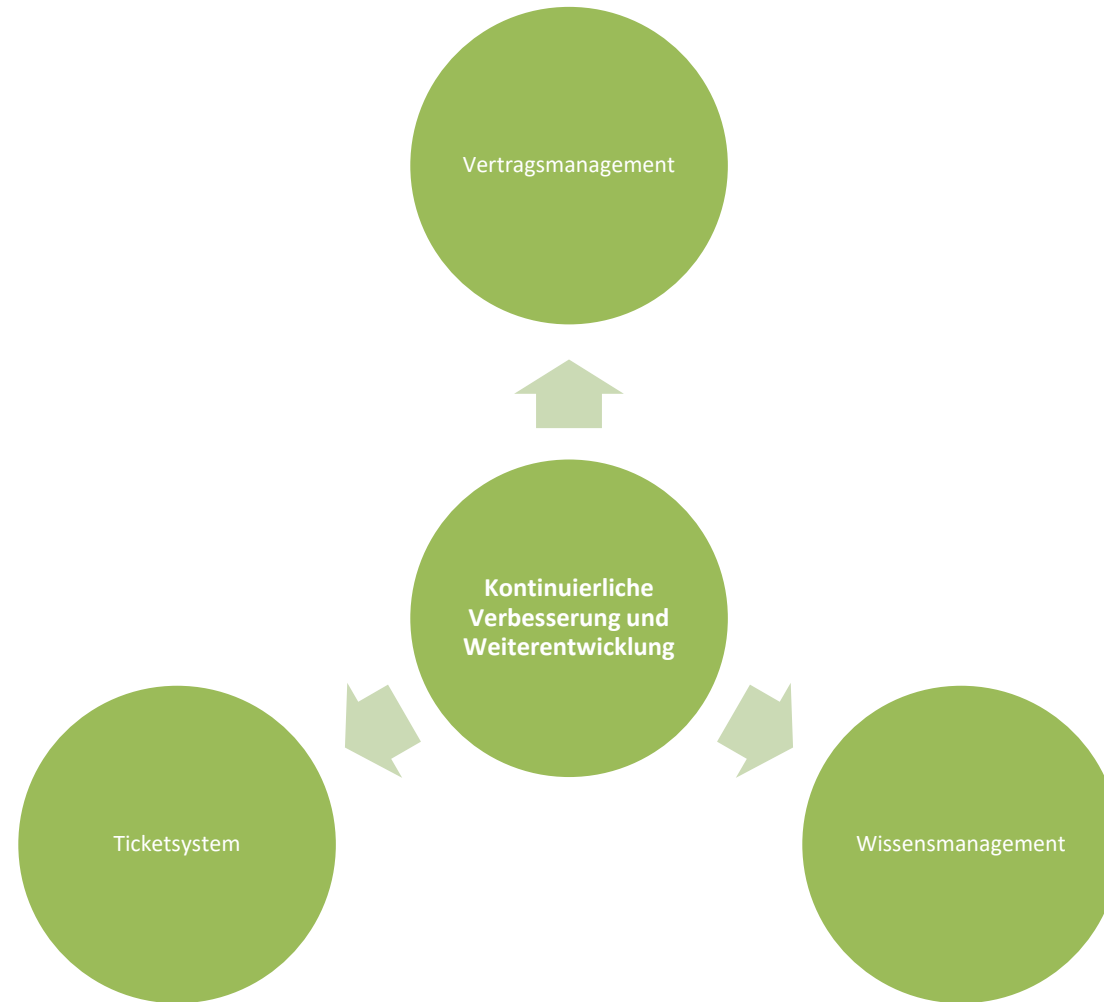 Vertragsmanagement
Kontinuierliche
Verbesserung und
Weiterentwicklung
Ticketsystem
Wissensmanagement